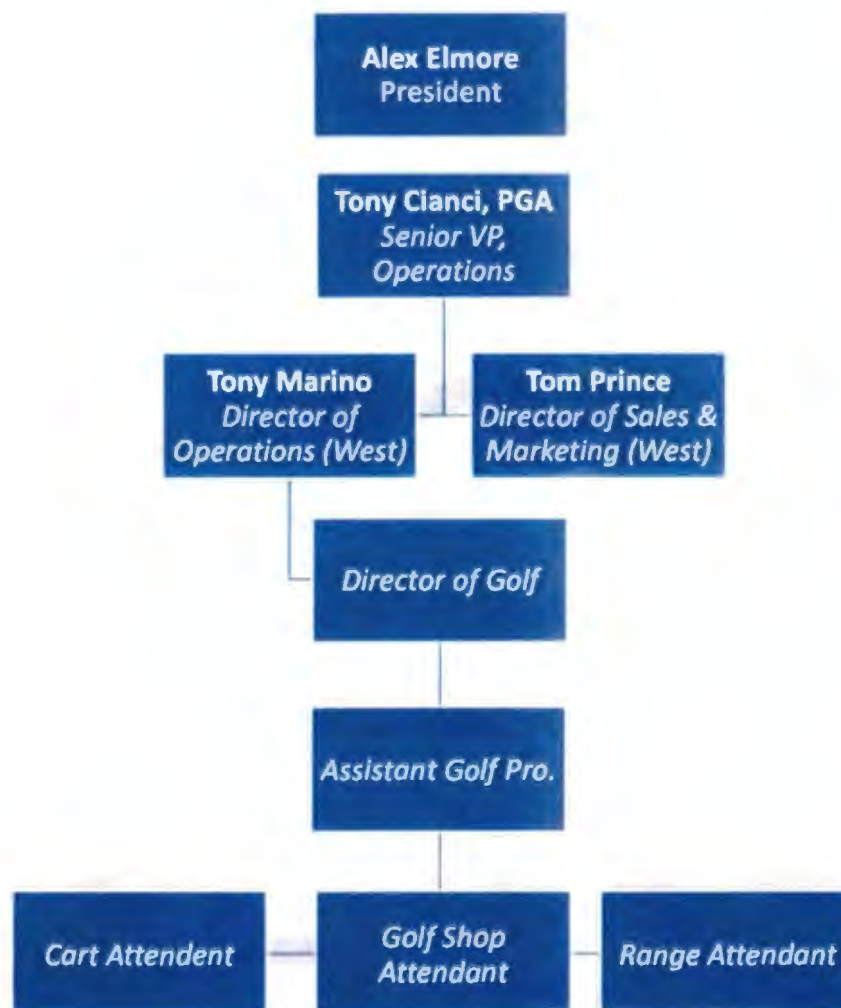 Alex Elmore
President
Tony Cianci, PGA
Senior VP,
Operations
Tony Marino
Director of
Operations (West)
Tom Prince
Director of Sales &
Marketing (West)
Director of Golf
Assistant Golf Pro.
Cart Attendent
Golf Shop
Attendant
Range Attendant